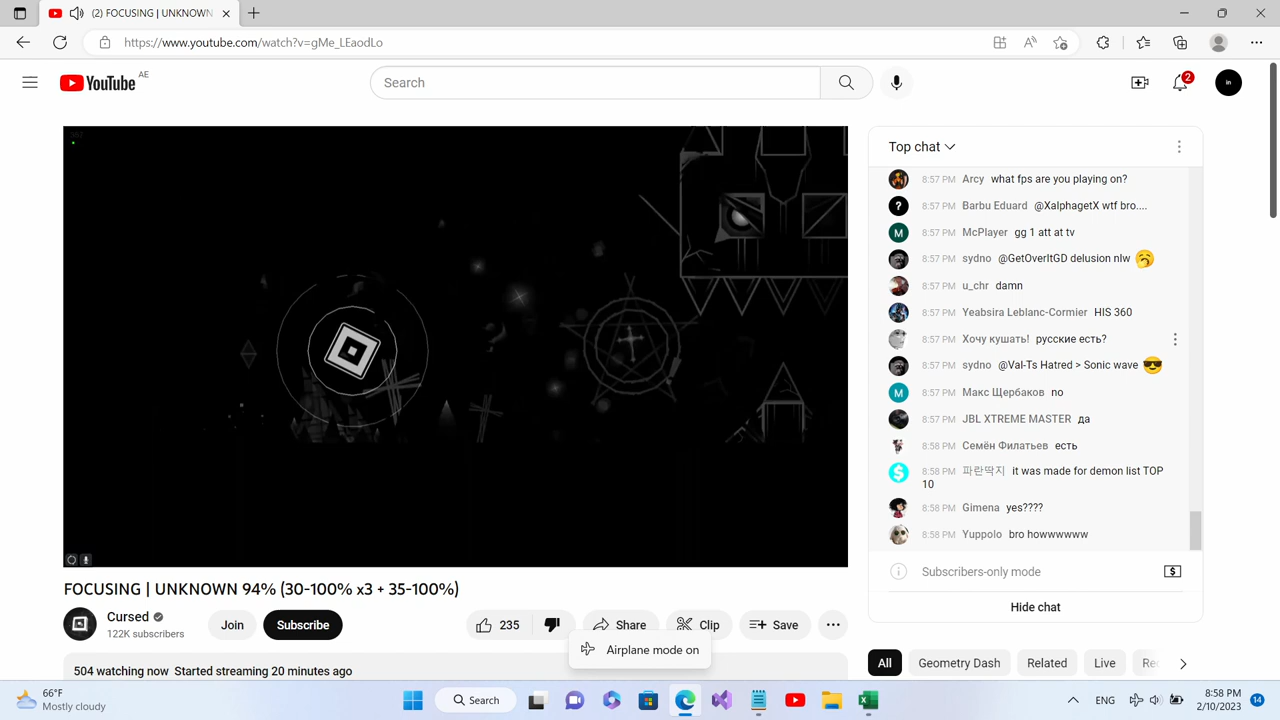 (2) FOCUSING | UNKNOWN
https://www.youtube.com/watch?v=gMe_LEaodLo
YouTube AE
Search
2
in
Top chat
8:57 PM Arcy what fps are you playing on?
8:57 PM Barbu Eduard @XalphagetX wtf bro....
8:57 PM McPlayer gg 1 att at tv
8:57 PM sydno @GetOverItGD delusion nlw
8:57 PM u_chr damn
8:57 PM Yeabsira Leblanc-Cormier HIS 360
8:57 PM Хочу кушать! русские есть?
8:57 PM sydno @Val-Ts Hatred > Sonic wave
8:57 PM Макс Щербаков no
8:57 PM JBL XTREME MASTER да
8:58 PM Семён Филатьев есть
8:58 PM 파란딱지 it was made for demon list TOP
10
8:58 PM Gimena yes????
8:58 PM Yuppolo bro howwwwww
Subscribers-only mode
Hide chat
FOCUSING | UNKNOWN 94% (30-100% x3 + 35-100%)
Cursed
122K subscribers
Join
Subscribe
235
Share
Clip
Save
Airplane mode on
504 watching now Started streaming 20 minutes ago
All
Geometry Dash
Related
Live
66°F
Mostly cloudy
Search
ENG
8:58 PM
2/10/2023
14